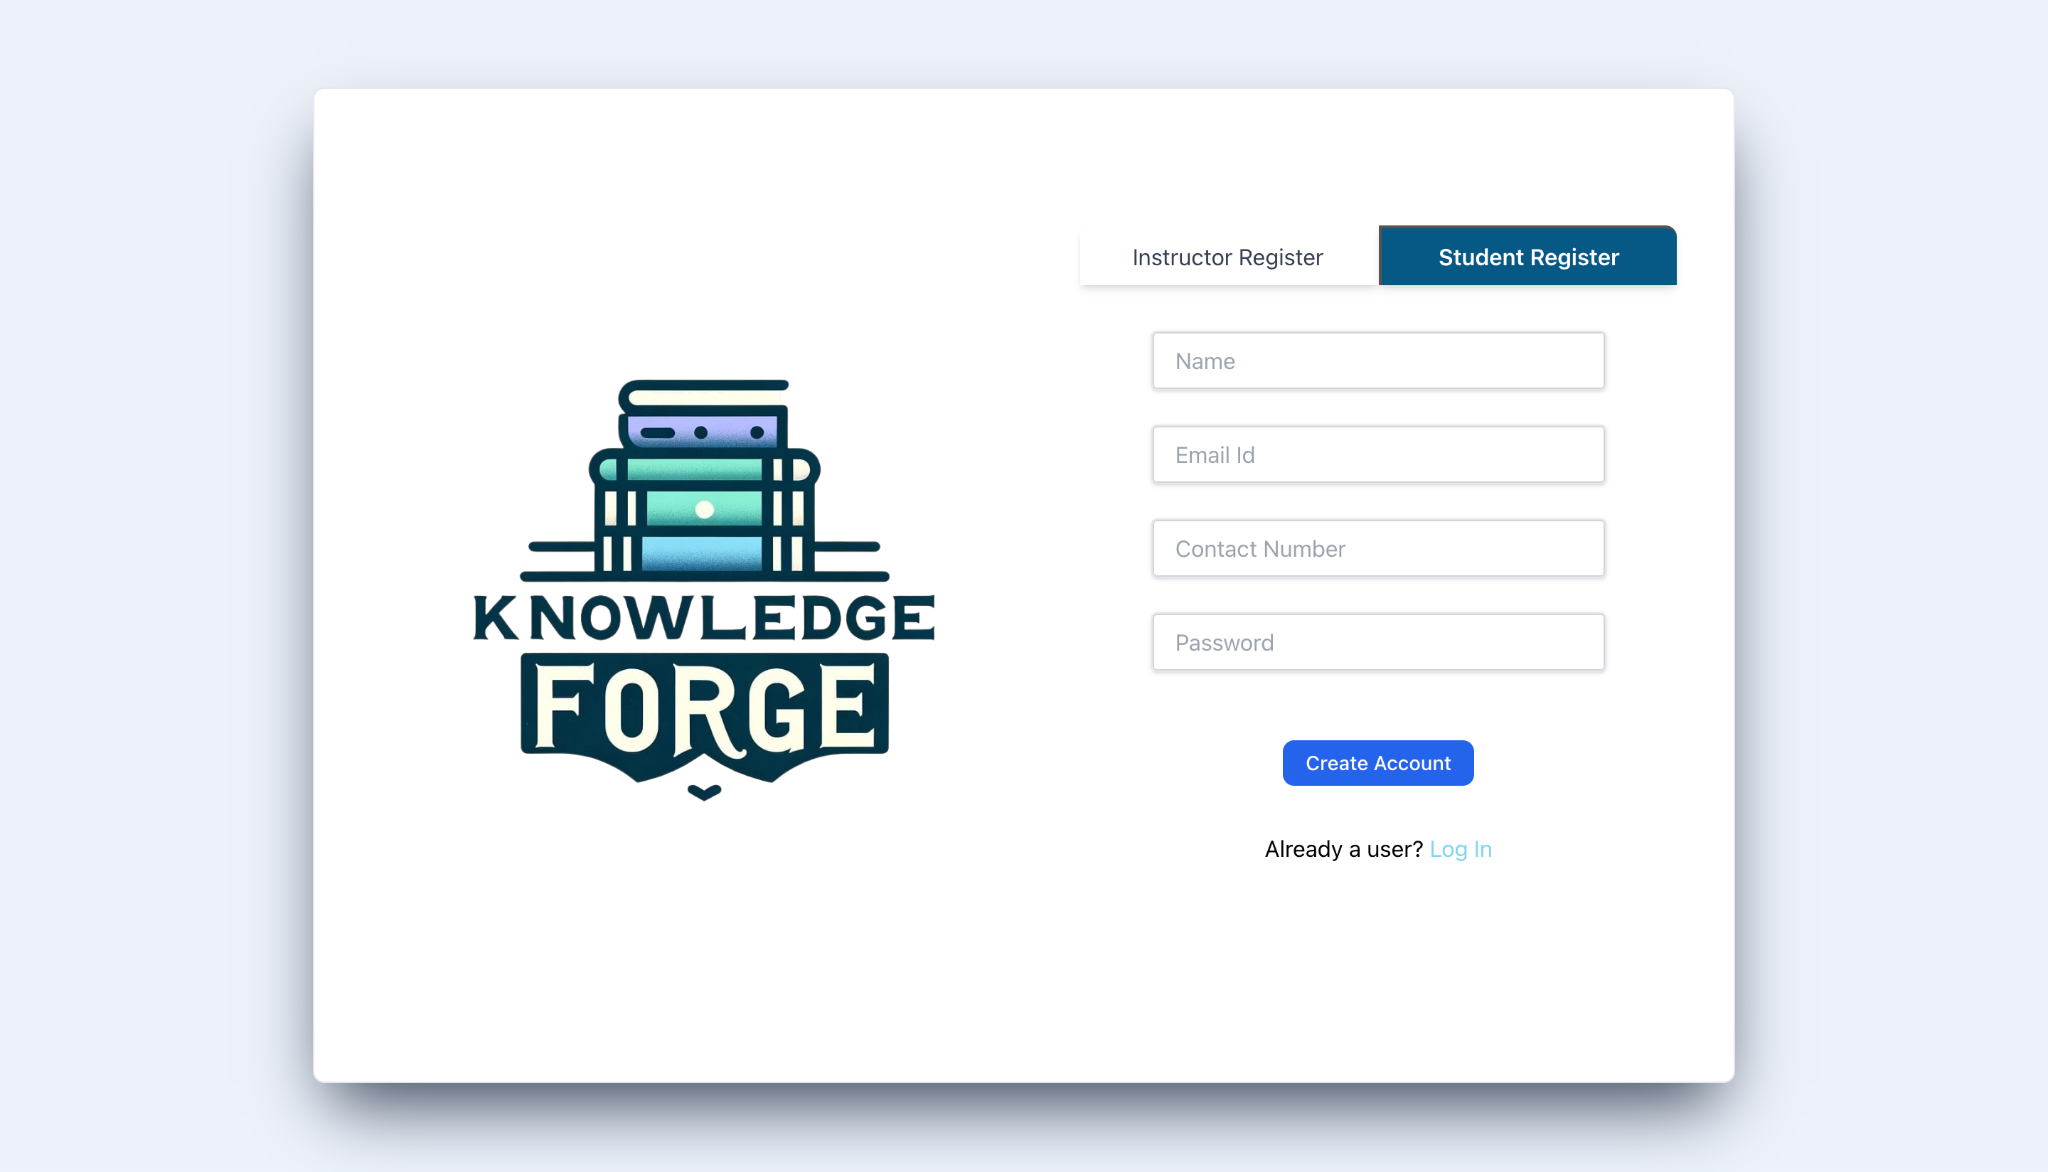 KNOWLEDGE
FORGE
Instructor Register
Student Register
Name
Email Id
Contact Number
Password
Create Account
Already a user? Log In